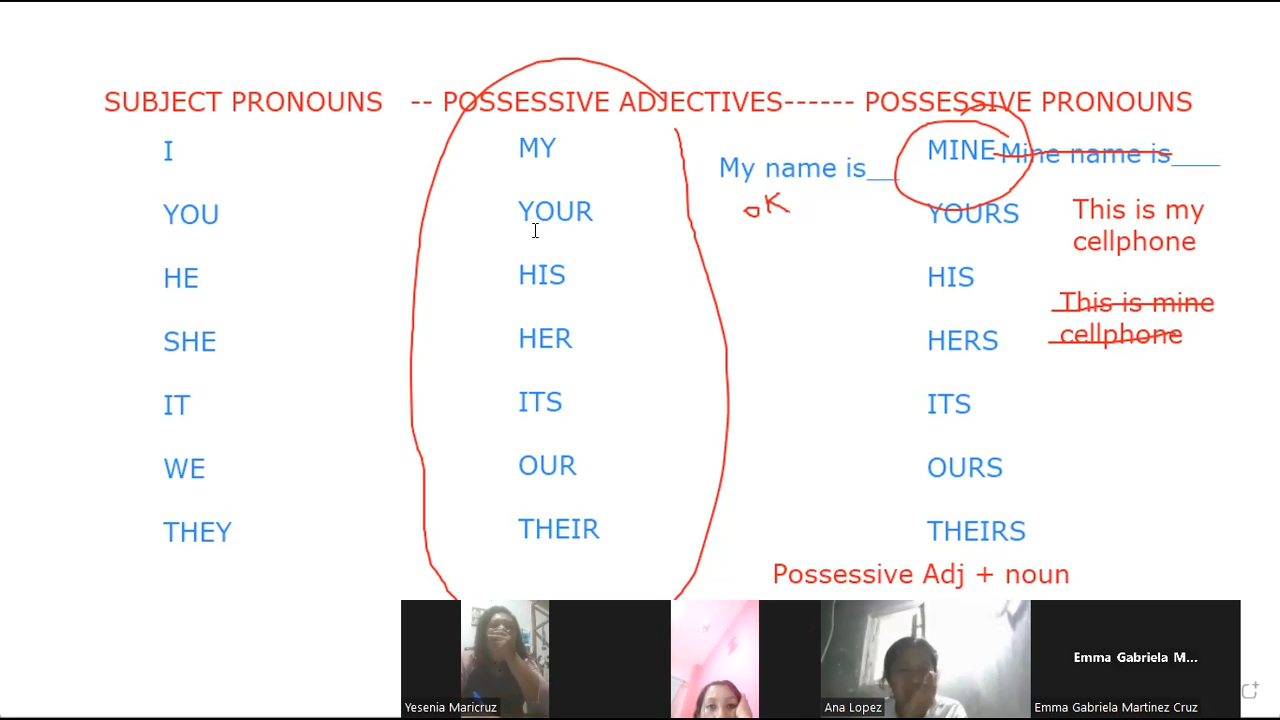 SUBJECT PRONOUNS -- POSSESSIVE ADJECTIVES------ POSSESSIVE PRONOUNS
I MY MINE Mine name is____
My name is__
oK
YOU YOUR YOURS This is my
cellphone
HE HIS HIS
This is mine
cellphone
SHE HER HERS
IT ITS ITS
WE OUR OURS
THEY THEIR THEIRS
Possessive Adj + noun
Emma Gabriela M...
Yesenia Maricruz
Ana Lopez
Emma Gabriela Martinez Cruz